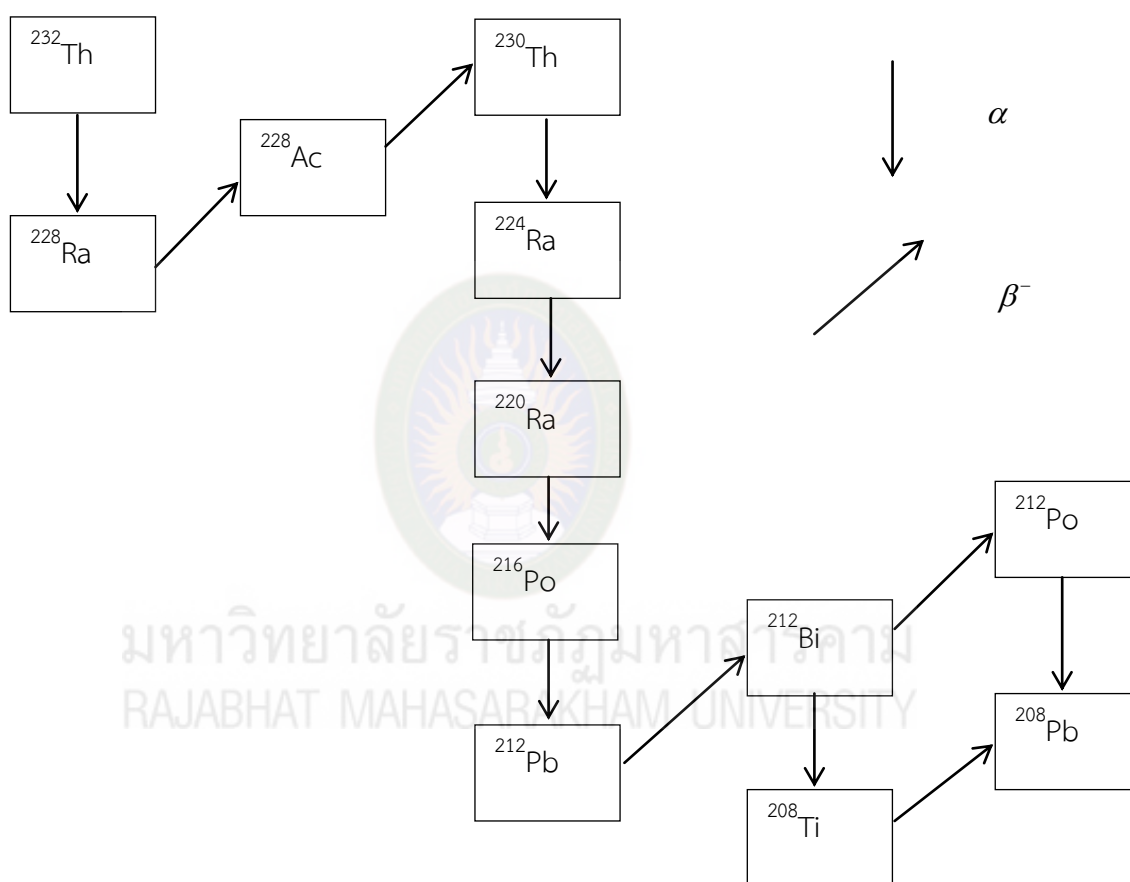 ²³²Th
²³⁰Th
α
²²⁸Ac
²²⁸Ra
²²⁴Ra
β⁻
²²⁰Ra
²¹²Po
²¹⁶Po
²¹²Bi
มหาวิทยาลัยราชภัฏมหาสารคาม
RAJABHAT MAHASARAKHAM UNIVERSITY
²¹²Pb
²⁰⁸Pb
²⁰⁸Ti